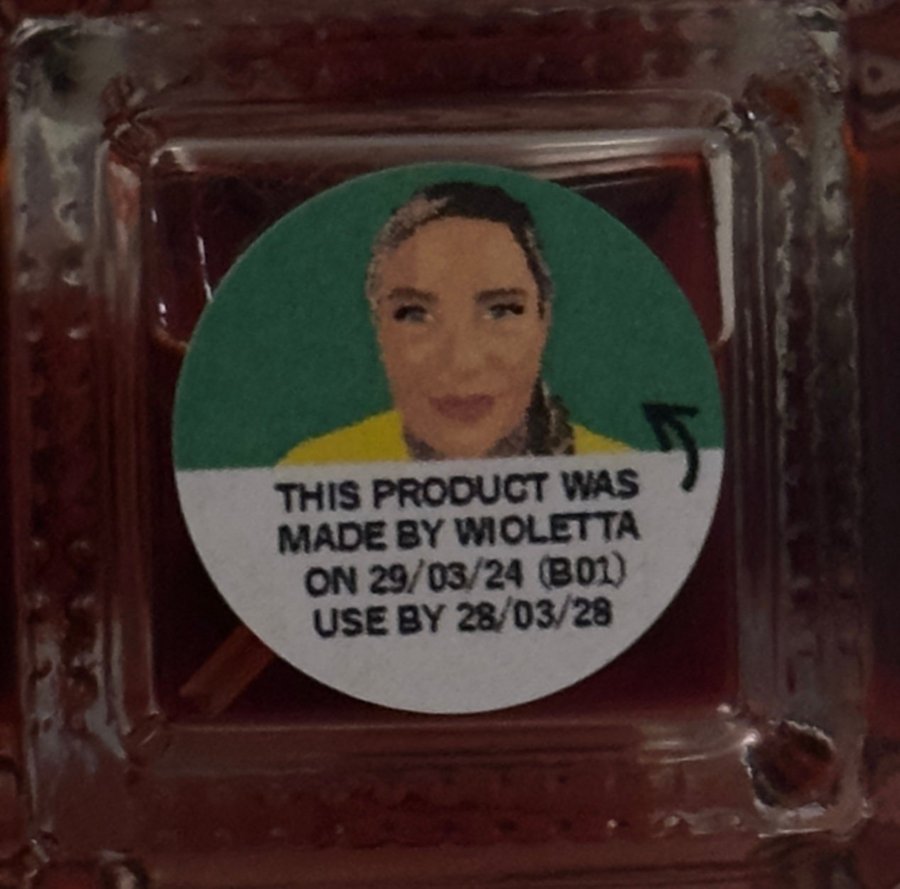 THIS PRODUCT WAS
MADE BY WIOLETTA
ON 29/03/24 (B01)
USE BY 28/03/28